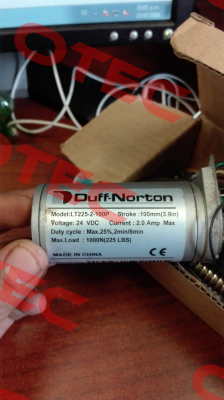 Duff-Norton
Model:LT225-2-100P Stroke :100mm(3.9in)
Voltage: 24 VDC Current : 2.0 Amp Max
Duty cycle : Max.25%,2min/6min
Max.Load : 1000N(225 LBS)
MADE IN CHINA
CE
OTEC